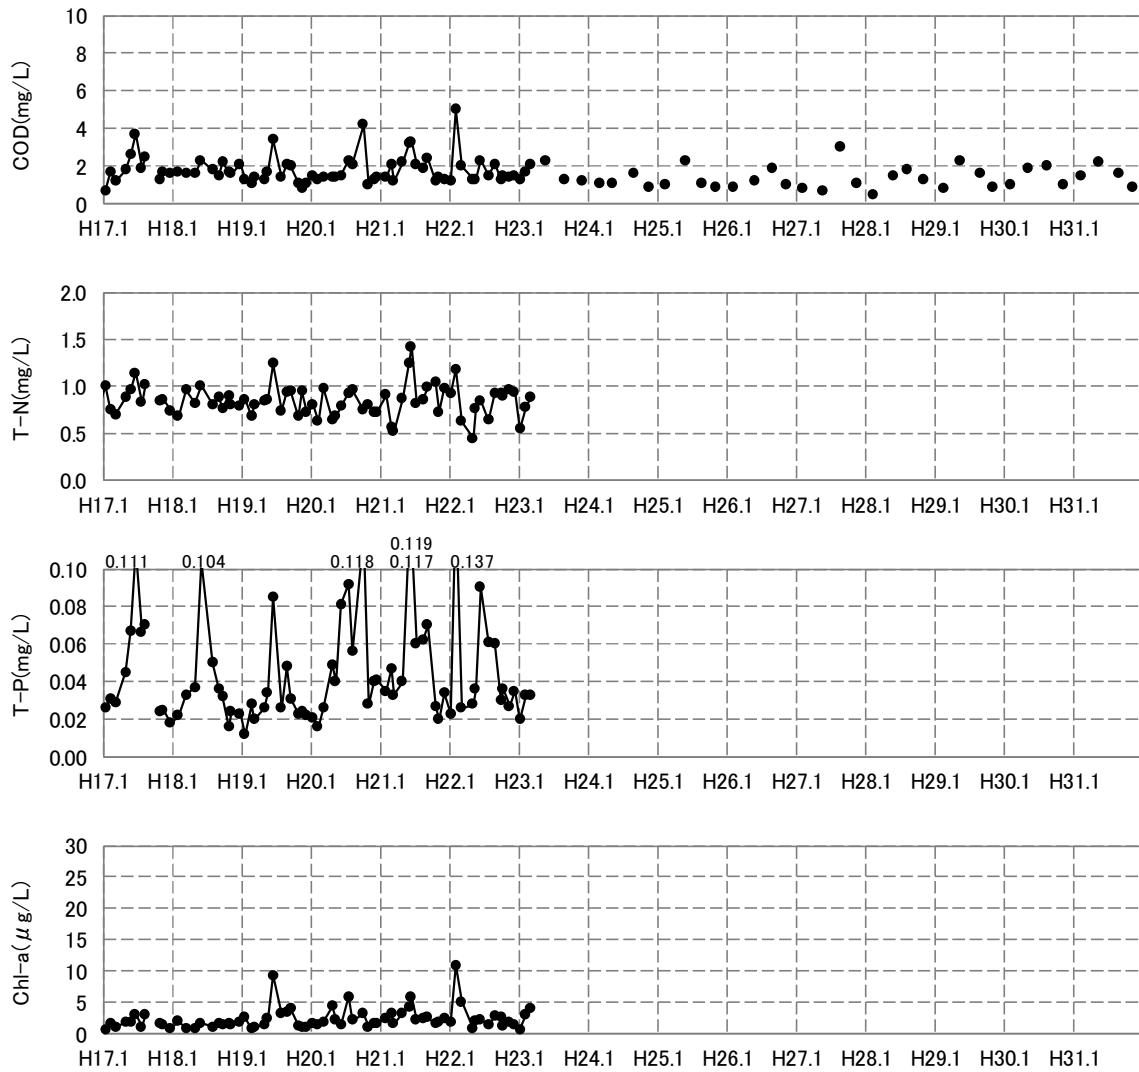 10
8
6
4
2
0
COD(mg/L)
H17.1 H18.1 H19.1 H20.1 H21.1 H22.1 H23.1 H24.1 H25.1 H26.1 H27.1 H28.1 H29.1 H30.1 H31.1
2.0
1.5
1.0
0.5
0.0
T-N(mg/L)
H17.1 H18.1 H19.1 H20.1 H21.1 H22.1 H23.1 H24.1 H25.1 H26.1 H27.1 H28.1 H29.1 H30.1 H31.1
0.119
0.111 0.104 0.118 0.117 0.137
0.10
0.08
0.06
0.04
0.02
0.00
T-P(mg/L)
H17.1 H18.1 H19.1 H20.1 H21.1 H22.1 H23.1 H24.1 H25.1 H26.1 H27.1 H28.1 H29.1 H30.1 H31.1
30
25
20
15
10
5
0
Chl-a(μg/L)
H17.1 H18.1 H19.1 H20.1 H21.1 H22.1 H23.1 H24.1 H25.1 H26.1 H27.1 H28.1 H29.1 H30.1 H31.1